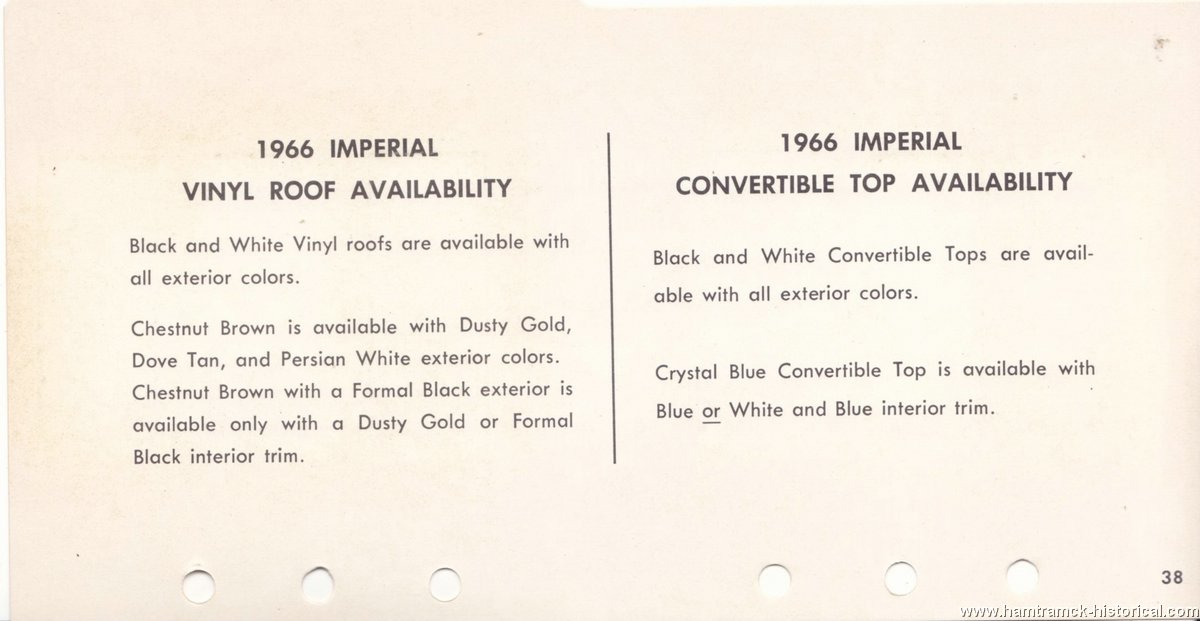 1966 IMPERIAL
VINYL ROOF AVAILABILITY
Black and White Vinyl roofs are available with
all exterior colors.
Chestnut Brown is available with Dusty Gold,
Dove Tan, and Persian White exterior colors.
Chestnut Brown with a Formal Black exterior is
available only with a Dusty Gold or Formal
Black interior trim.
1966 IMPERIAL
CONVERTIBLE TOP AVAILABILITY
Black and White Convertible Tops are avail-
able with all exterior colors.
Crystal Blue Convertible Top is available with
Blue or White and Blue interior trim.
38
www.hamtramck-historical.com